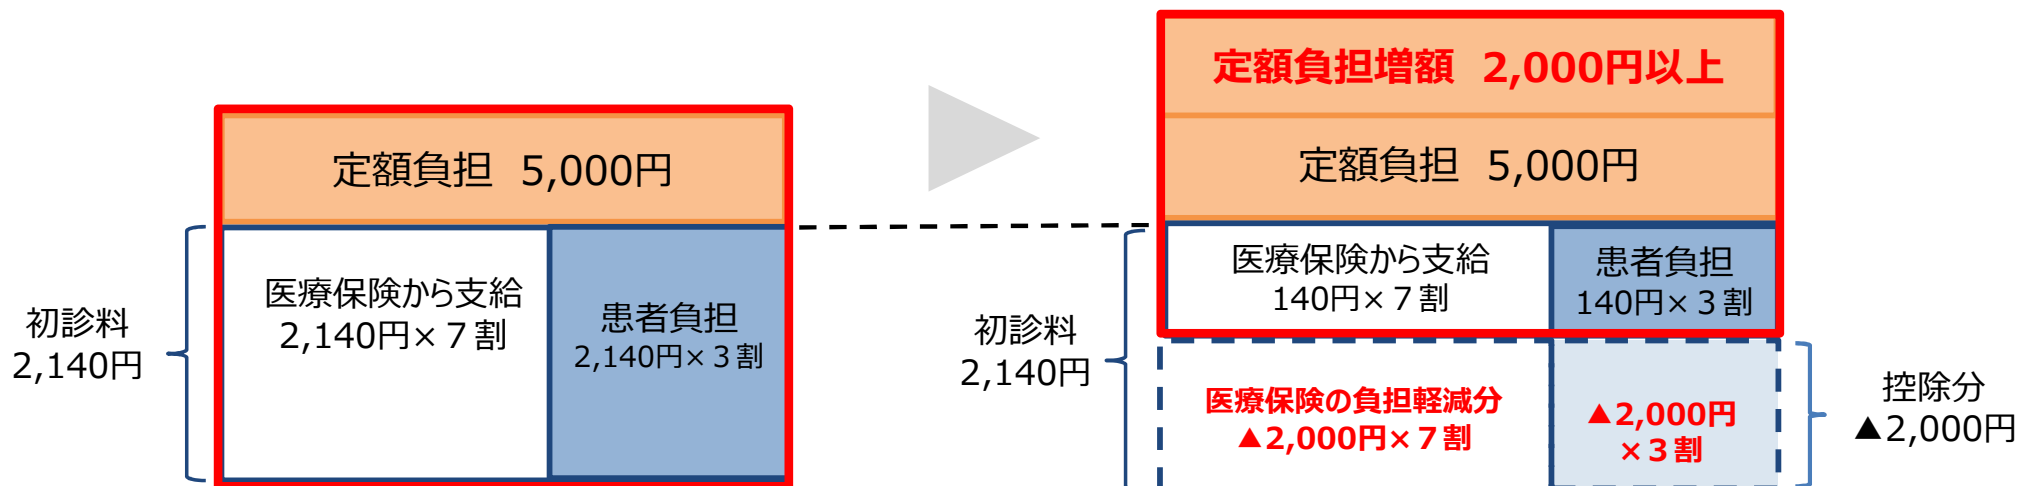 定額負担 5,000円
初診料
2,140円
医療保険から支給
2,140円×７割
患者負担
2,140円×３割
定額負担増額 2,000円以上
定額負担 5,000円
初診料
2,140円
医療保険から支給
140円×７割
患者負担
140円×３割
医療保険の負担軽減分
▲2,000円×７割
▲2,000円
×３割
控除分
▲2,000円